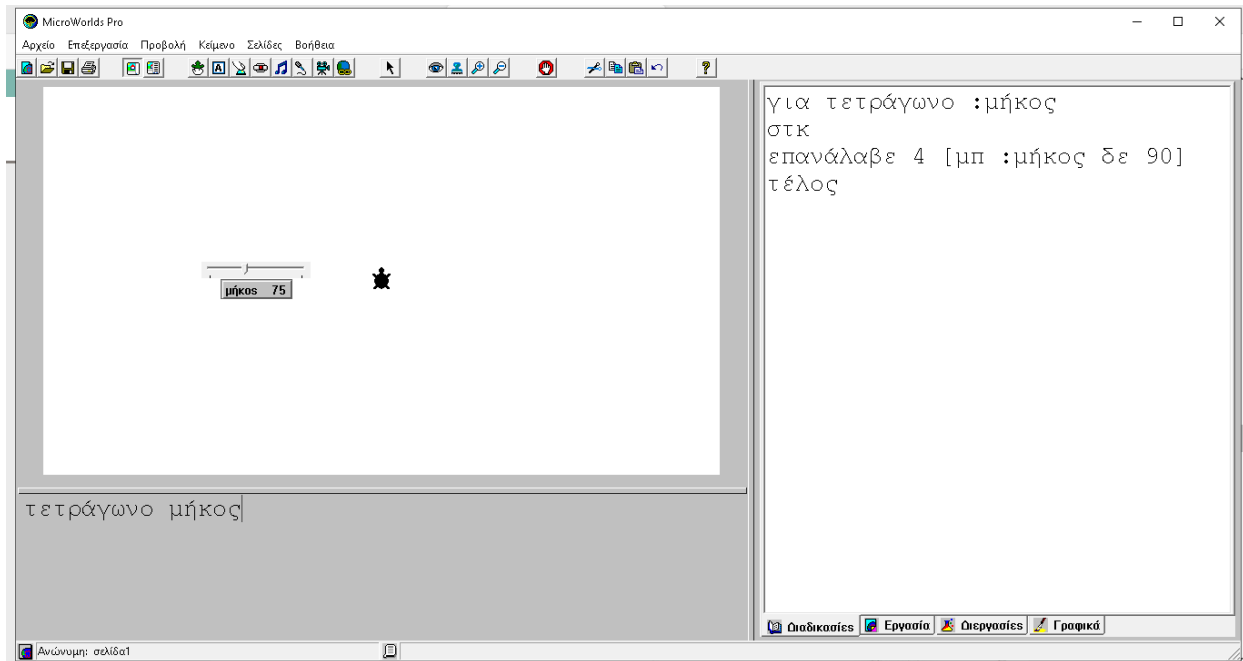 MicroWorlds Pro
Αρχείο Επεξεργασία Προβολή Κείμενο Σελίδες Βοήθεια
για τετράγωνο :μήκος
στκ
επανάλαβε 4 [μπ :μήκος δε 90]
τέλος
μήκος 75
τετράγωνο μήκος
Διαδικασίες Εργασία Διεργασίες Γραφικά
Ανώνυμη: σελίδα1